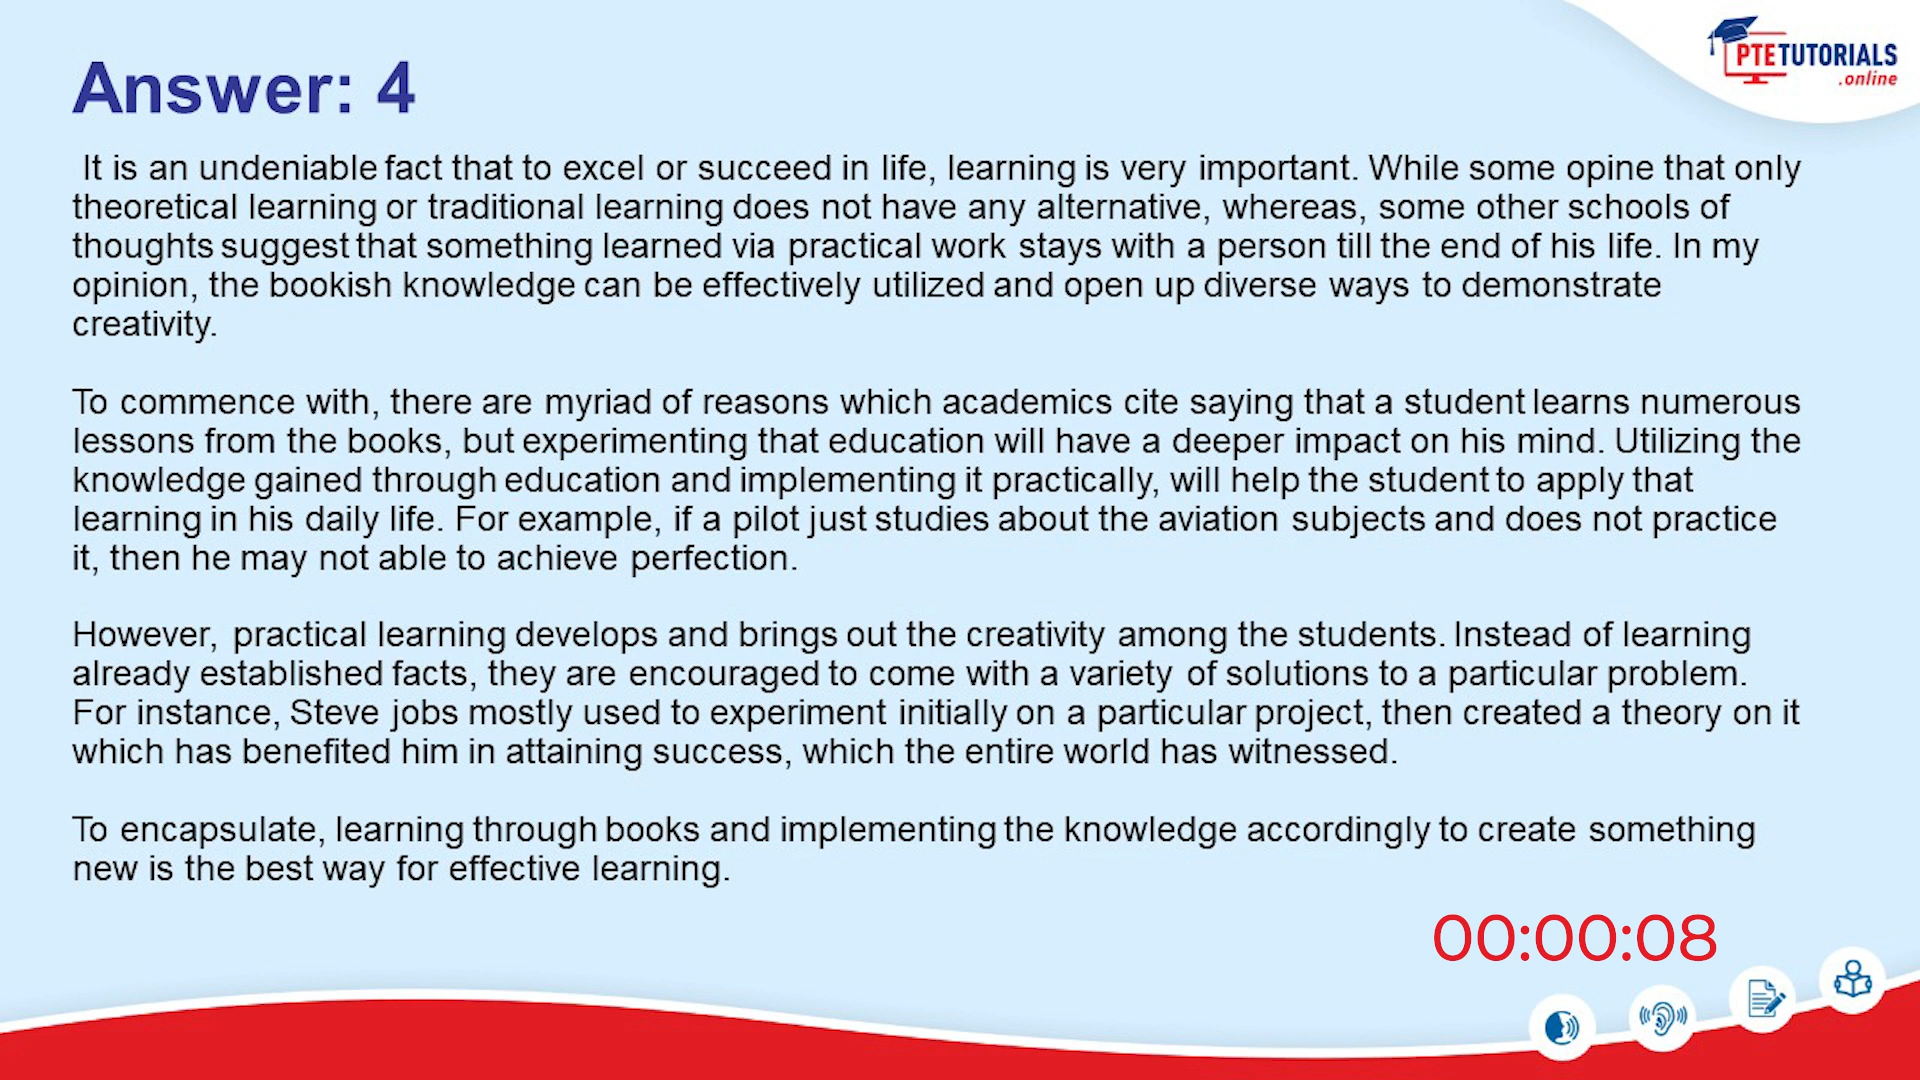 PTETUTORIALS
.online
Answer: 4
It is an undeniable fact that to excel or succeed in life, learning is very important. While some opine that only
theoretical learning or traditional learning does not have any alternative, whereas, some other schools of
thoughts suggest that something learned via practical work stays with a person till the end of his life. In my
opinion, the bookish knowledge can be effectively utilized and open up diverse ways to demonstrate
creativity.
To commence with, there are myriad of reasons which academics cite saying that a student learns numerous
lessons from the books, but experimenting that education will have a deeper impact on his mind. Utilizing the
knowledge gained through education and implementing it practically, will help the student to apply that
learning in his daily life. For example, if a pilot just studies about the aviation subjects and does not practice
it, then he may not able to achieve perfection.
However, practical learning develops and brings out the creativity among the students. Instead of learning
already established facts, they are encouraged to come with a variety of solutions to a particular problem.
For instance, Steve jobs mostly used to experiment initially on a particular project, then created a theory on it
which has benefited him in attaining success, which the entire world has witnessed.
To encapsulate, learning through books and implementing the knowledge accordingly to create something
new is the best way for effective learning.
00:00:08